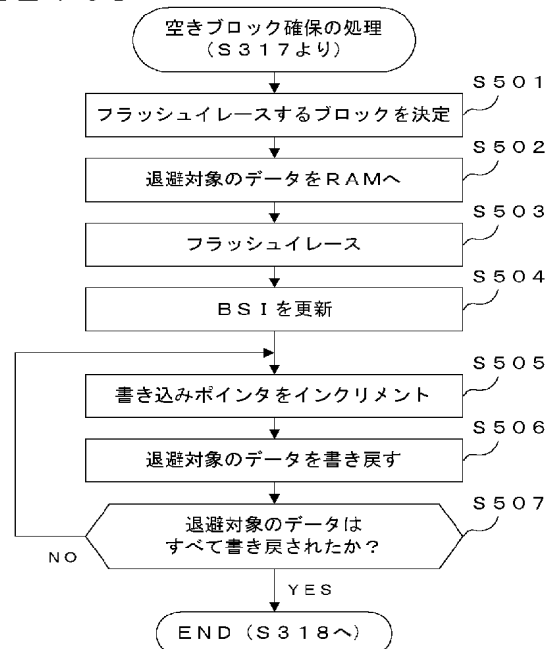 空きブロック確保の処理
（Ｓ３１７より）
Ｓ５０１
フラッシュイレースするブロックを決定
Ｓ５０２
退避対象のデータをＲＡＭへ
Ｓ５０３
フラッシュイレース
Ｓ５０４
ＢＳＩを更新
Ｓ５０５
書き込みポインタをインクリメント
Ｓ５０６
退避対象のデータを書き戻す
Ｓ５０７
退避対象のデータは
すべて書き戻されたか？
ＮＯ
ＹＥＳ
ＥＮＤ（Ｓ３１８へ）